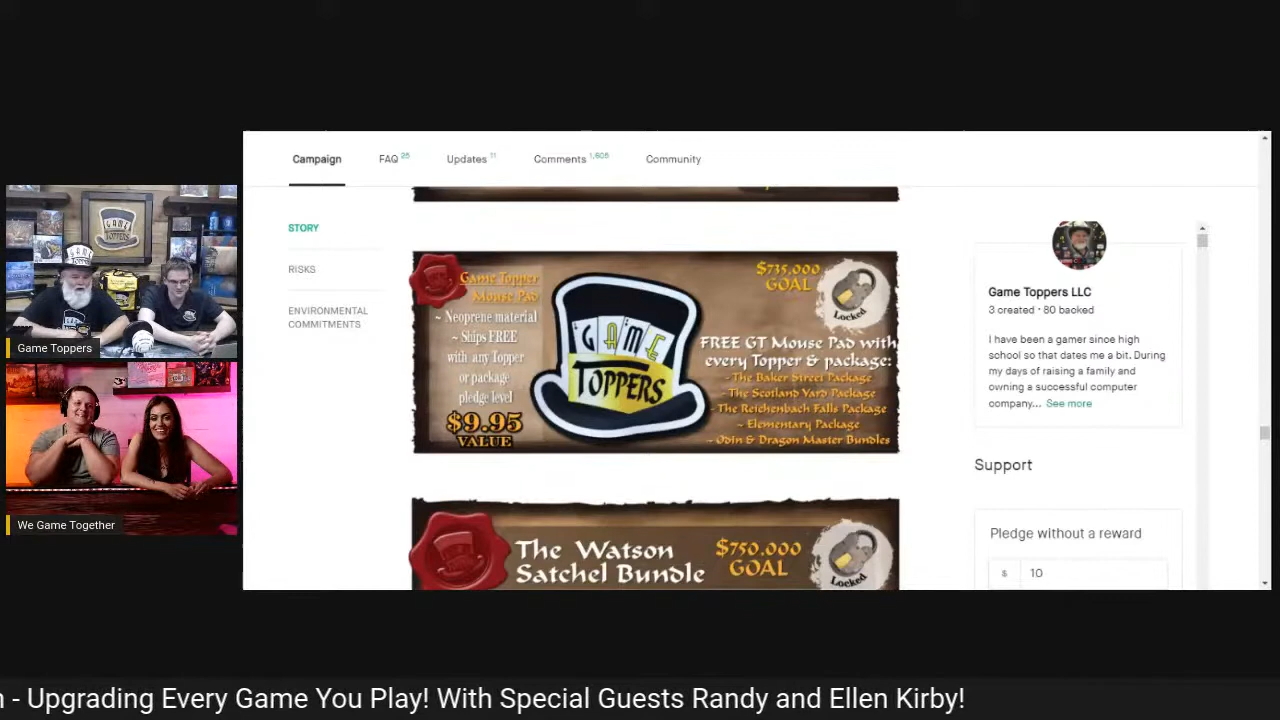 Campaign
FAQ 25
Updates 11
Comments 1,606
Community
STORY
RISKS
ENVIRONMENTAL
COMMITMENTS
Game Topper
Mouse Pad
~ Neoprene material
~ Ships FREE
with any Topper
or package
pledge level
$9.95
VALUE
GAME
TOPPERS
$735,000
GOAL
Locked
FREE GT Mouse Pad with
every Topper & package:
- The Baker Street Package
- The Scotland Yard Package
- The Reichenbach Falls Package
~ Elementary Package
~ Odin & Dragon Master Bundles
The Watson
Satchel Bundle
$750,000
GOAL
Locked
Game Toppers LLC
3 created · 80 backed
I have been a gamer since high
school so that dates me a bit. During
my days of raising a family and
owning a successful computer
company... See more
Support
Pledge without a reward
$ 10
GAME
TOPPERS
Game Toppers
We Game Together
- Upgrading Every Game You Play! With Special Guests Randy and Ellen Kirby!